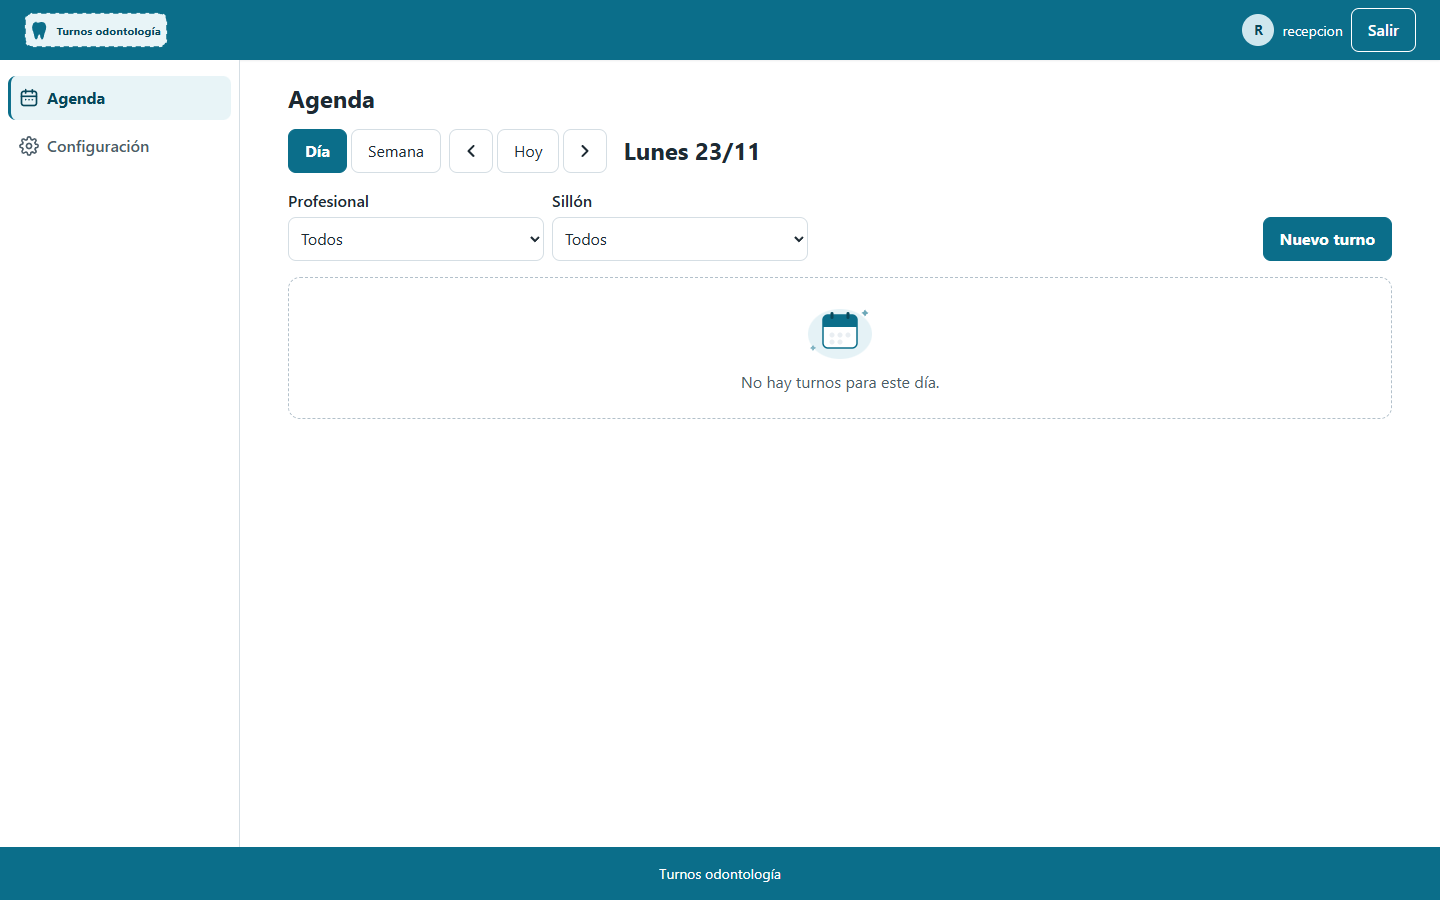 Turnos odontología
R recepcion Salir
Agenda
Configuración
Agenda
Día Semana Hoy Lunes 23/11
Profesional Sillón
Todos Todos Nuevo turno
No hay turnos para este día.
Turnos odontología